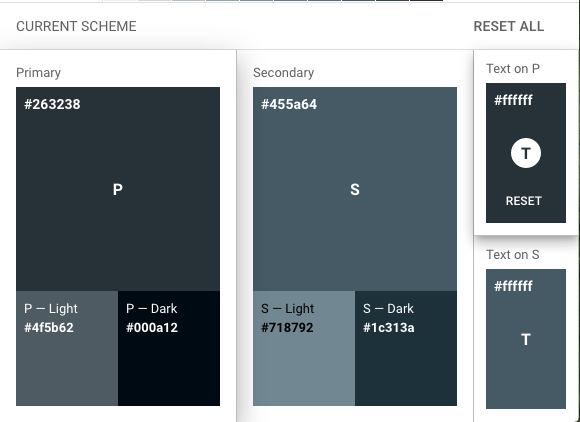 CURRENT SCHEME
RESET ALL
Primary
#263238
P
P — Light
#4f5b62
P — Dark
#000a12
Secondary
#455a64
S
S — Light
#718792
S — Dark
#1c313a
Text on P
#ffffff
T
RESET
Text on S
#ffffff
T